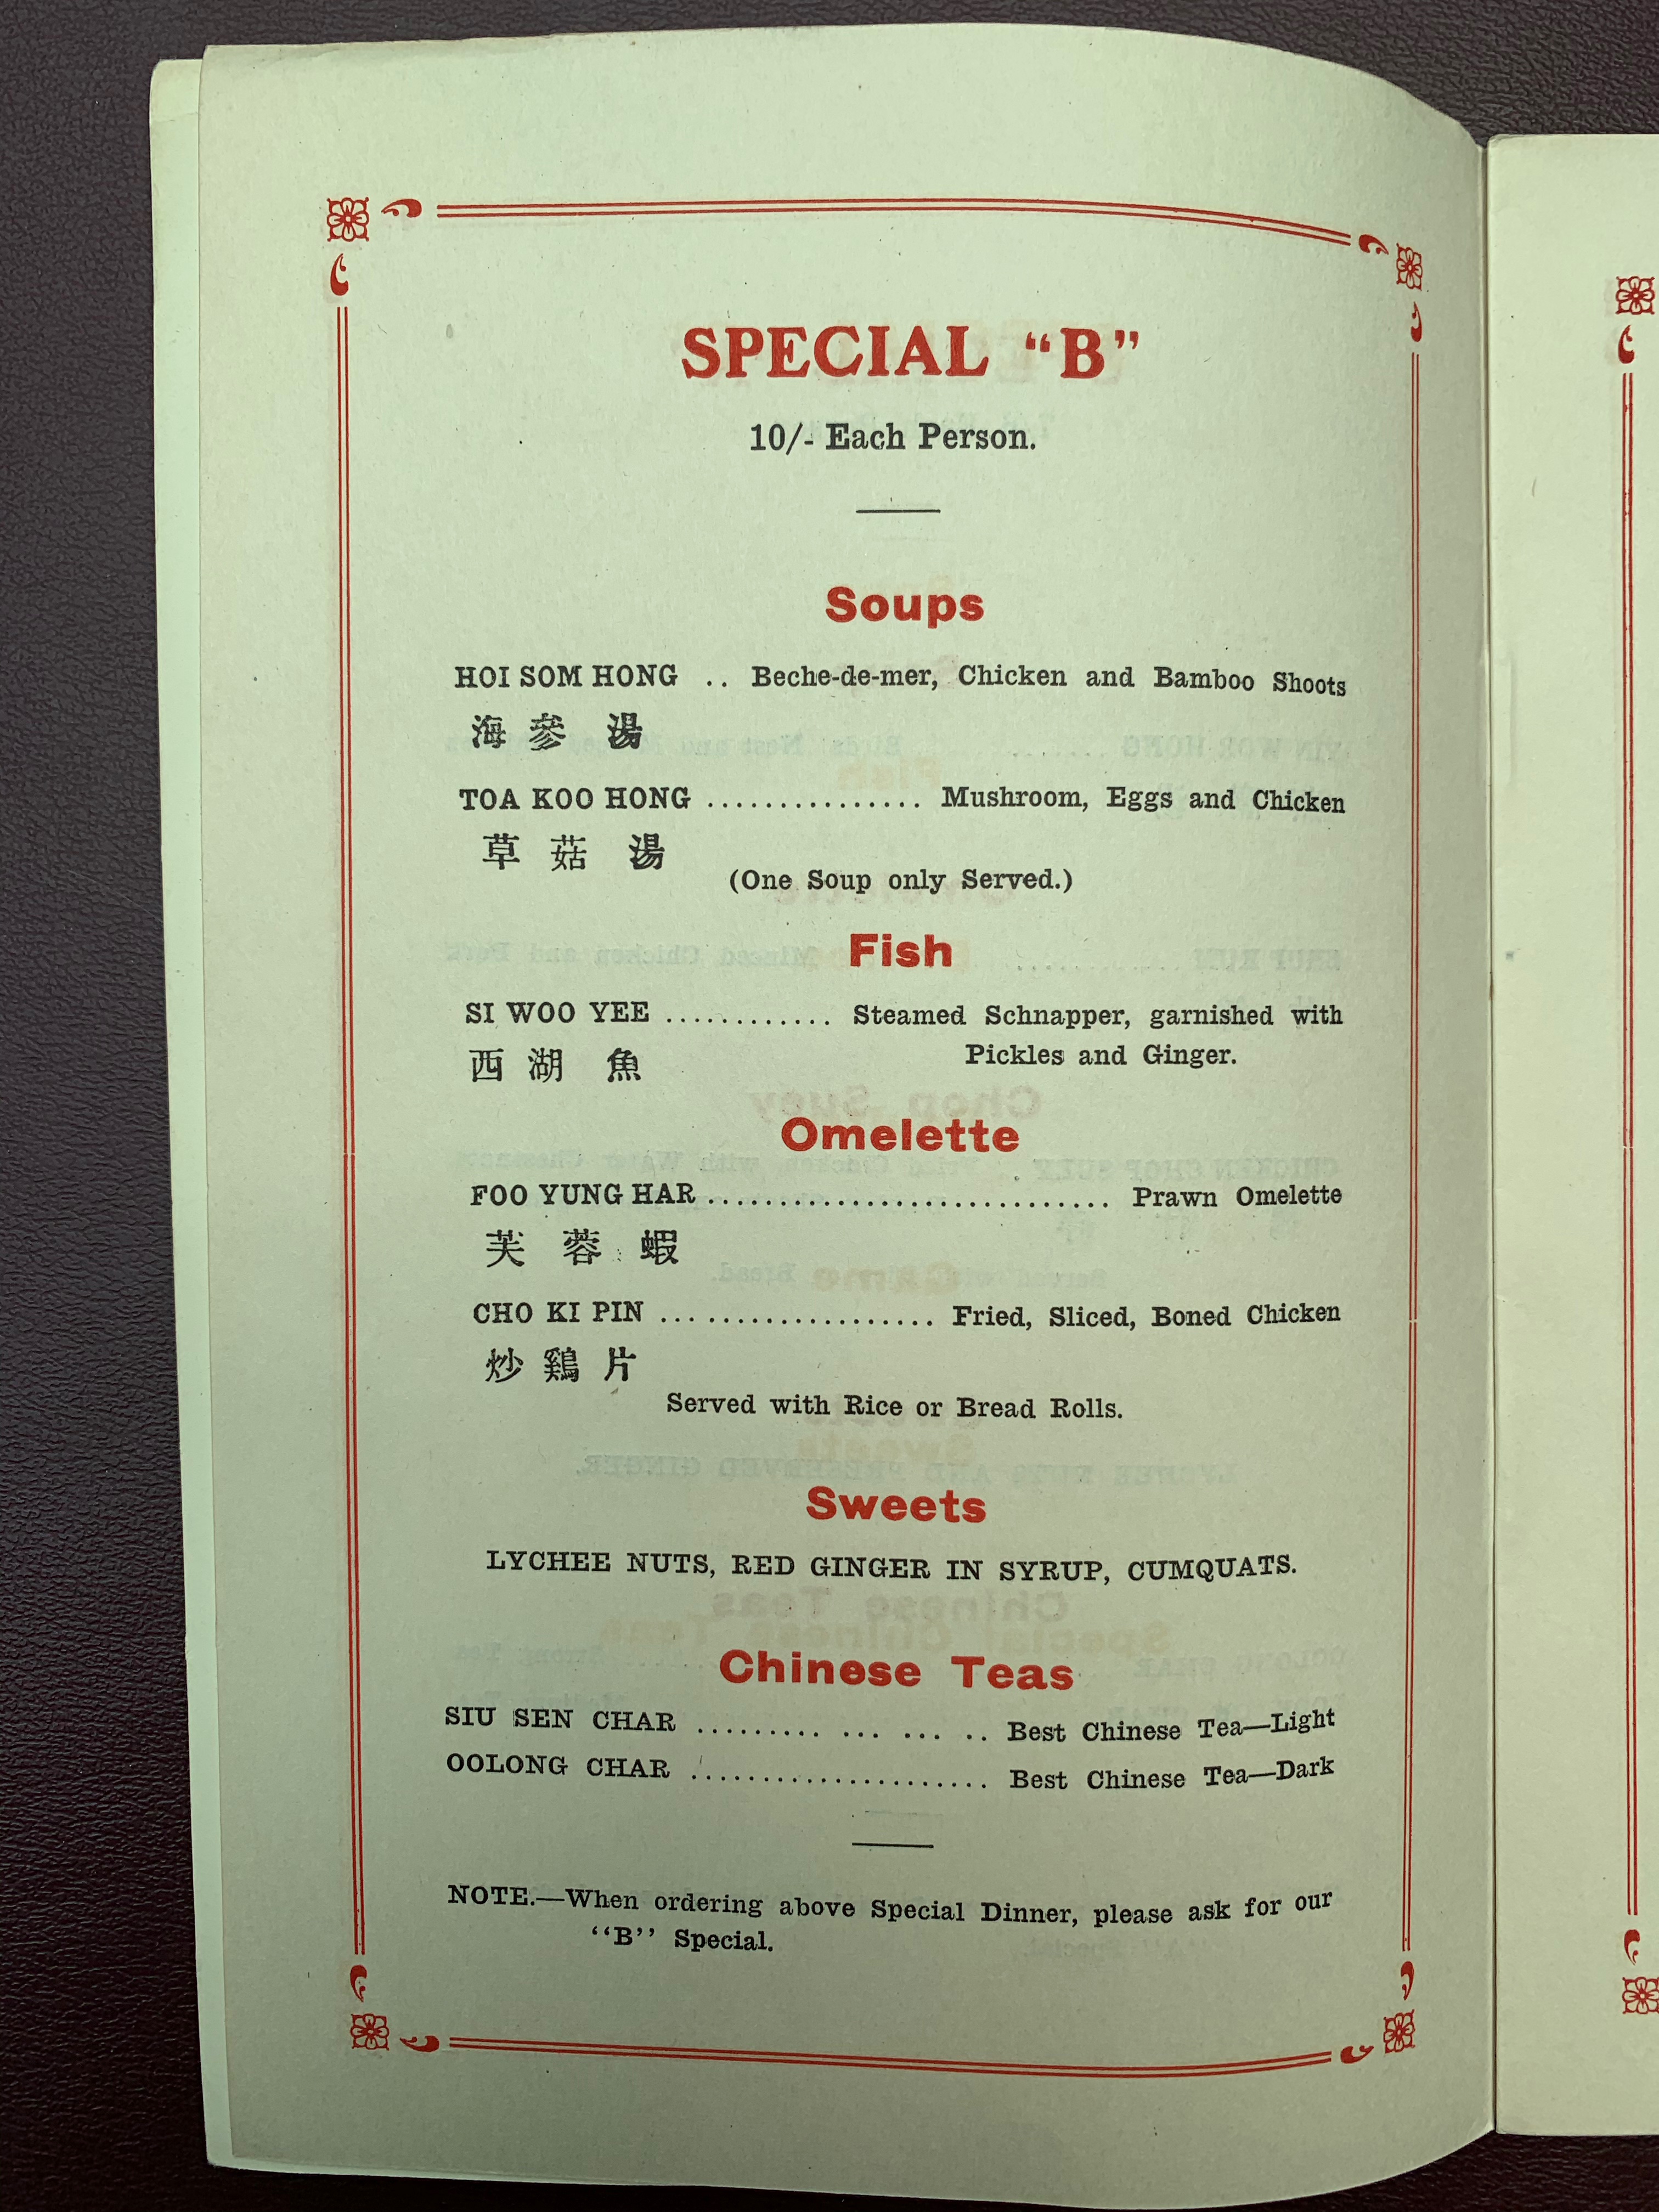 SPECIAL “B”
10/- Each Person.
Soups
HOI SOM HONG .. Beche-de-mer, Chicken and Bamboo Shoots
海參湯
TOA KOO HONG ............... Mushroom, Eggs and Chicken
草菇湯
(One Soup only Served.)
Fish
SI WOO YEE ............ Steamed Schnapper, garnished with
西湖魚 Pickles and Ginger.
Omelette
FOO YUNG HAR ............................ Prawn Omelette
芙蓉蝦
CHO KI PIN ................... Fried, Sliced, Boned Chicken
炒鷄片
Served with Rice or Bread Rolls.
Sweets
LYCHEE NUTS, RED GINGER IN SYRUP, CUMQUATS.
Chinese Teas
SIU SEN CHAR ......... ... ... .. Best Chinese Tea—Light
OOLONG CHAR ..................... Best Chinese Tea—Dark
NOTE.—When ordering above Special Dinner, please ask for our
‘‘B’’ Special.